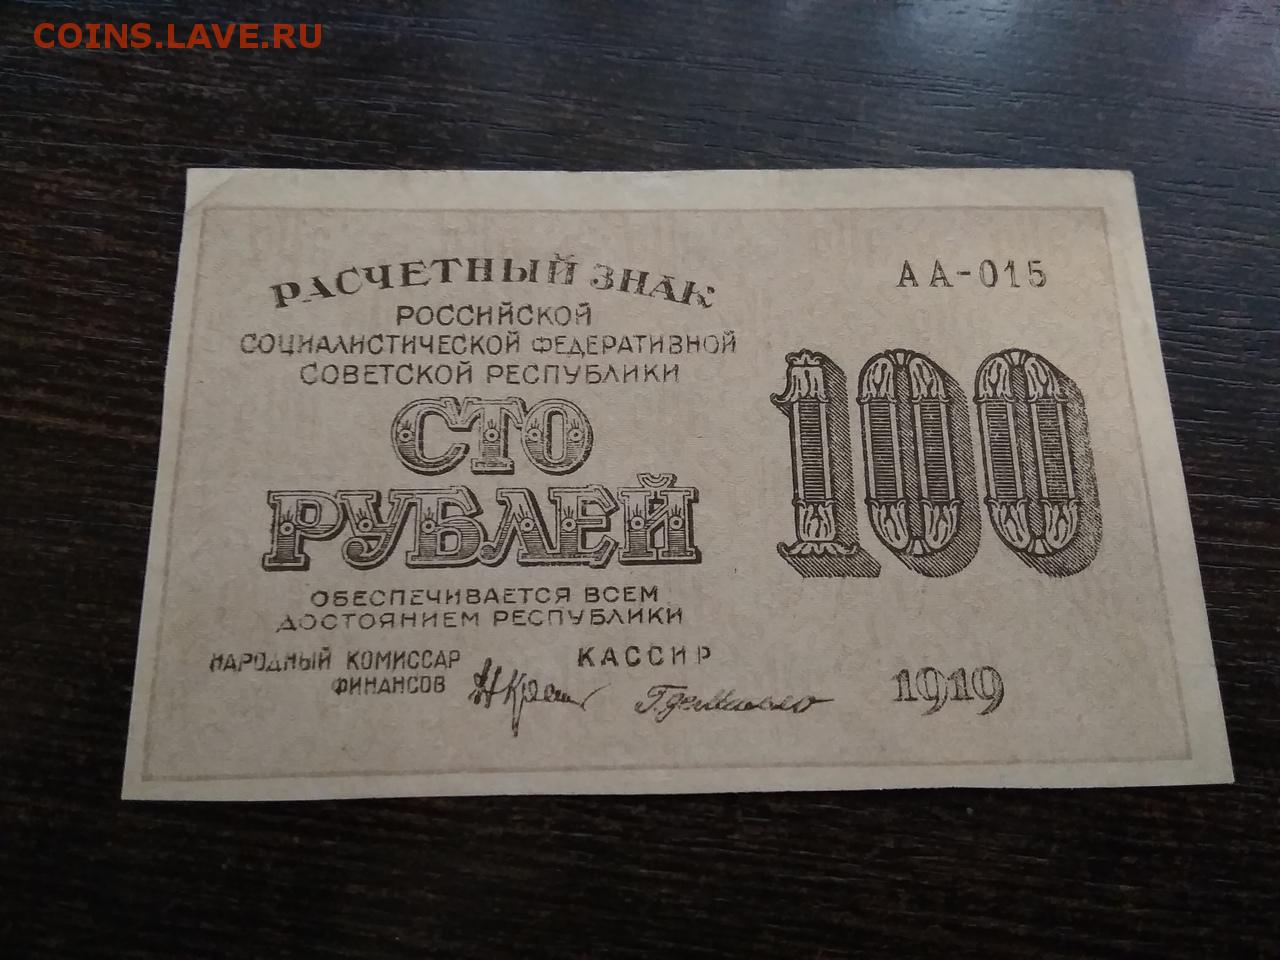 COINS.LAVE.RU
РАСЧЕТНЫЙ ЗНАК
АА-015
РОССИЙСКОЙ
СОЦИАЛИСТИЧЕСКОЙ ФЕДЕРАТИВНОЙ
СОВЕТСКОЙ РЕСПУБЛИКИ
СТО
РУБЛЕЙ
100
ОБЕСПЕЧИВАЕТСЯ ВСЕМ
ДОСТОЯНИЕМ РЕСПУБЛИКИ
НАРОДНЫЙ КОМИССАР
ФИНАНСОВ
КАССИР
1919